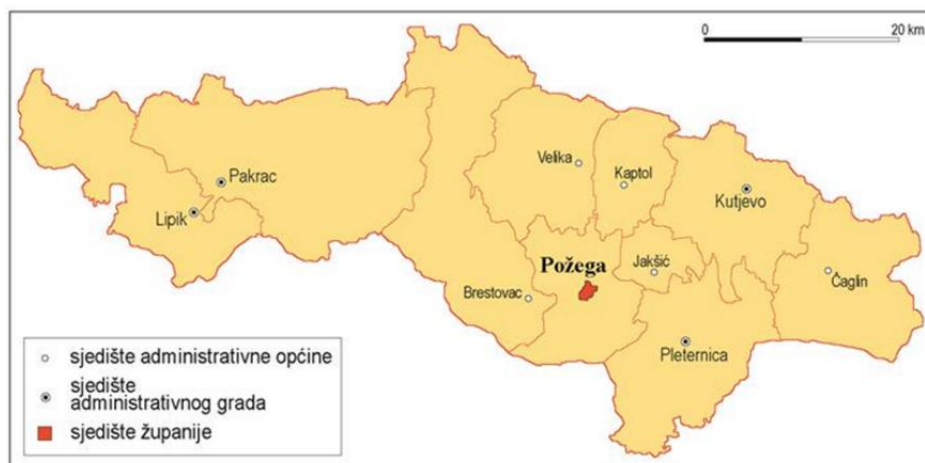 0 20 km
Velika
Kaptol
Pakrac
Kutjevo
Lipik
Požega
Jakšić
Čaglin
Brestovac
Pleternica
sjedište administrativne općine
sjedište
administrativnog grada
sjedište županije